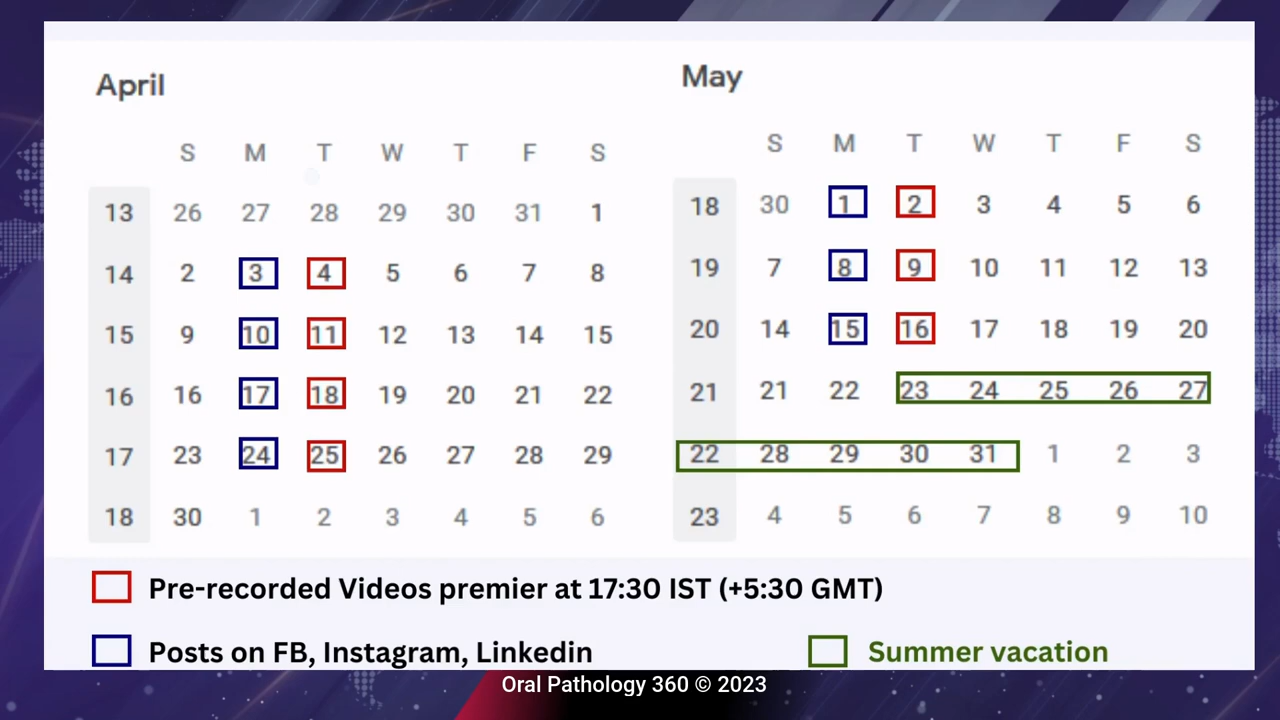 April
S M T W T F S
13 26 27 28 29 30 31 1
14 2 3 4 5 6 7 8
15 9 10 11 12 13 14 15
16 16 17 18 19 20 21 22
17 23 24 25 26 27 28 29
18 30 1 2 3 4 5 6
May
S M T W T F S
18 30 1 2 3 4 5 6
19 7 8 9 10 11 12 13
20 14 15 16 17 18 19 20
21 21 22 23 24 25 26 27
22 28 29 30 31 1 2 3
23 4 5 6 7 8 9 10
Pre-recorded Videos premier at 17:30 IST (+5:30 GMT)
Posts on FB, Instagram, Linkedin
Summer vacation
Oral Pathology 360 © 2023